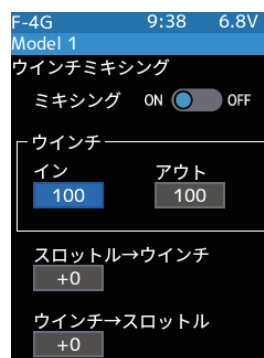 F-4G 9:38 6.8V
Model 1
ウインチミキシング
ミキシング ON OFF
ウインチ
イン アウト
100 100
スロットル→ウインチ
+0
ウインチ→スロットル
+0